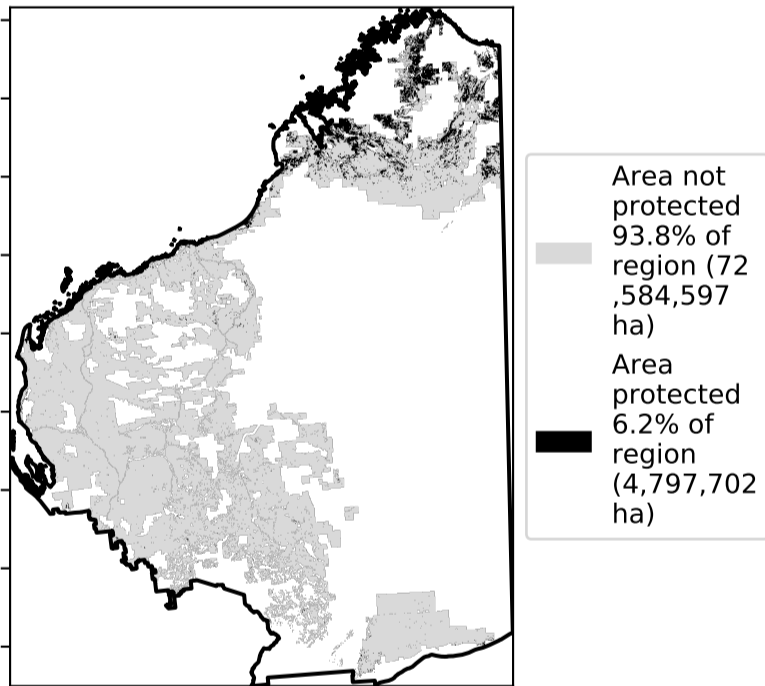 Area not
protected
93.8% of
region (72
,584,597
ha)
Area
protected
6.2% of
region
(4,797,702
ha)